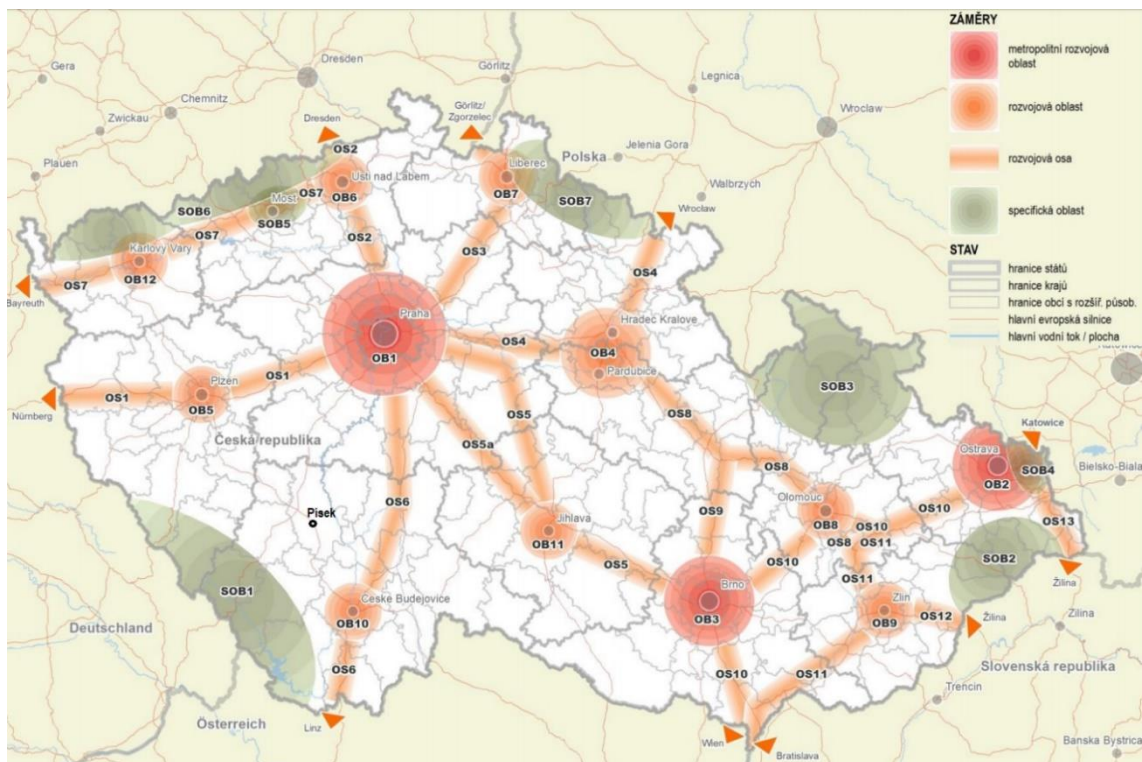 ZÁMĚRY
metropolitní rozvojová
oblast
rozvojová oblast
rozvojová osa
specifická oblast
STAV
hranice států
hranice krajů
hranice obcí s rozšíř. působ.
hlavní evropská silnice
hlavní vodní tok / plocha
Gera
Dresden
Görlitz
Legnica
Chemnitz
Görlitz/
Zgorzelec
Zwickau
Dresden
Wroclaw
OS2
Plauen
Liberec
Polska
Jelenia Gora
Ústí nad Labem
OS7
OB6
OB7
Walbrzych
SOB6
Most
SOB7
Wroclaw
SOB5
OS7
OS2
OS3
Karlovy Vary
OS4
OB12
OS7
Bayreuth
Praha
Hradec Kralove
OB1
OS4
OB4
Katowice
OS1
Pardubice
Plzen
SOB3
OS1
OB5
Nürnberg
OS5
OS8
Katowice
Česká republika
OS5a
Ostrava
SOB4
Bielsko-Biala
OS8
OB2
OS6
Olomouc
Písek
OS9
OB8
OS10
OS10
Jihlava
OS8
OS11
OS13
OB11
SOB2
OS10
OS5
OS11
SOB1
Brno
Žilina
České Budejovice
Zlín
OB10
OB3
OB9
OS12
Žilina
Zilina
Deutschland
OS6
OS10
OS11
Slovenská republika
Trencin
Österreich
Linz
Wien
Bratislava
Banska Bystrica